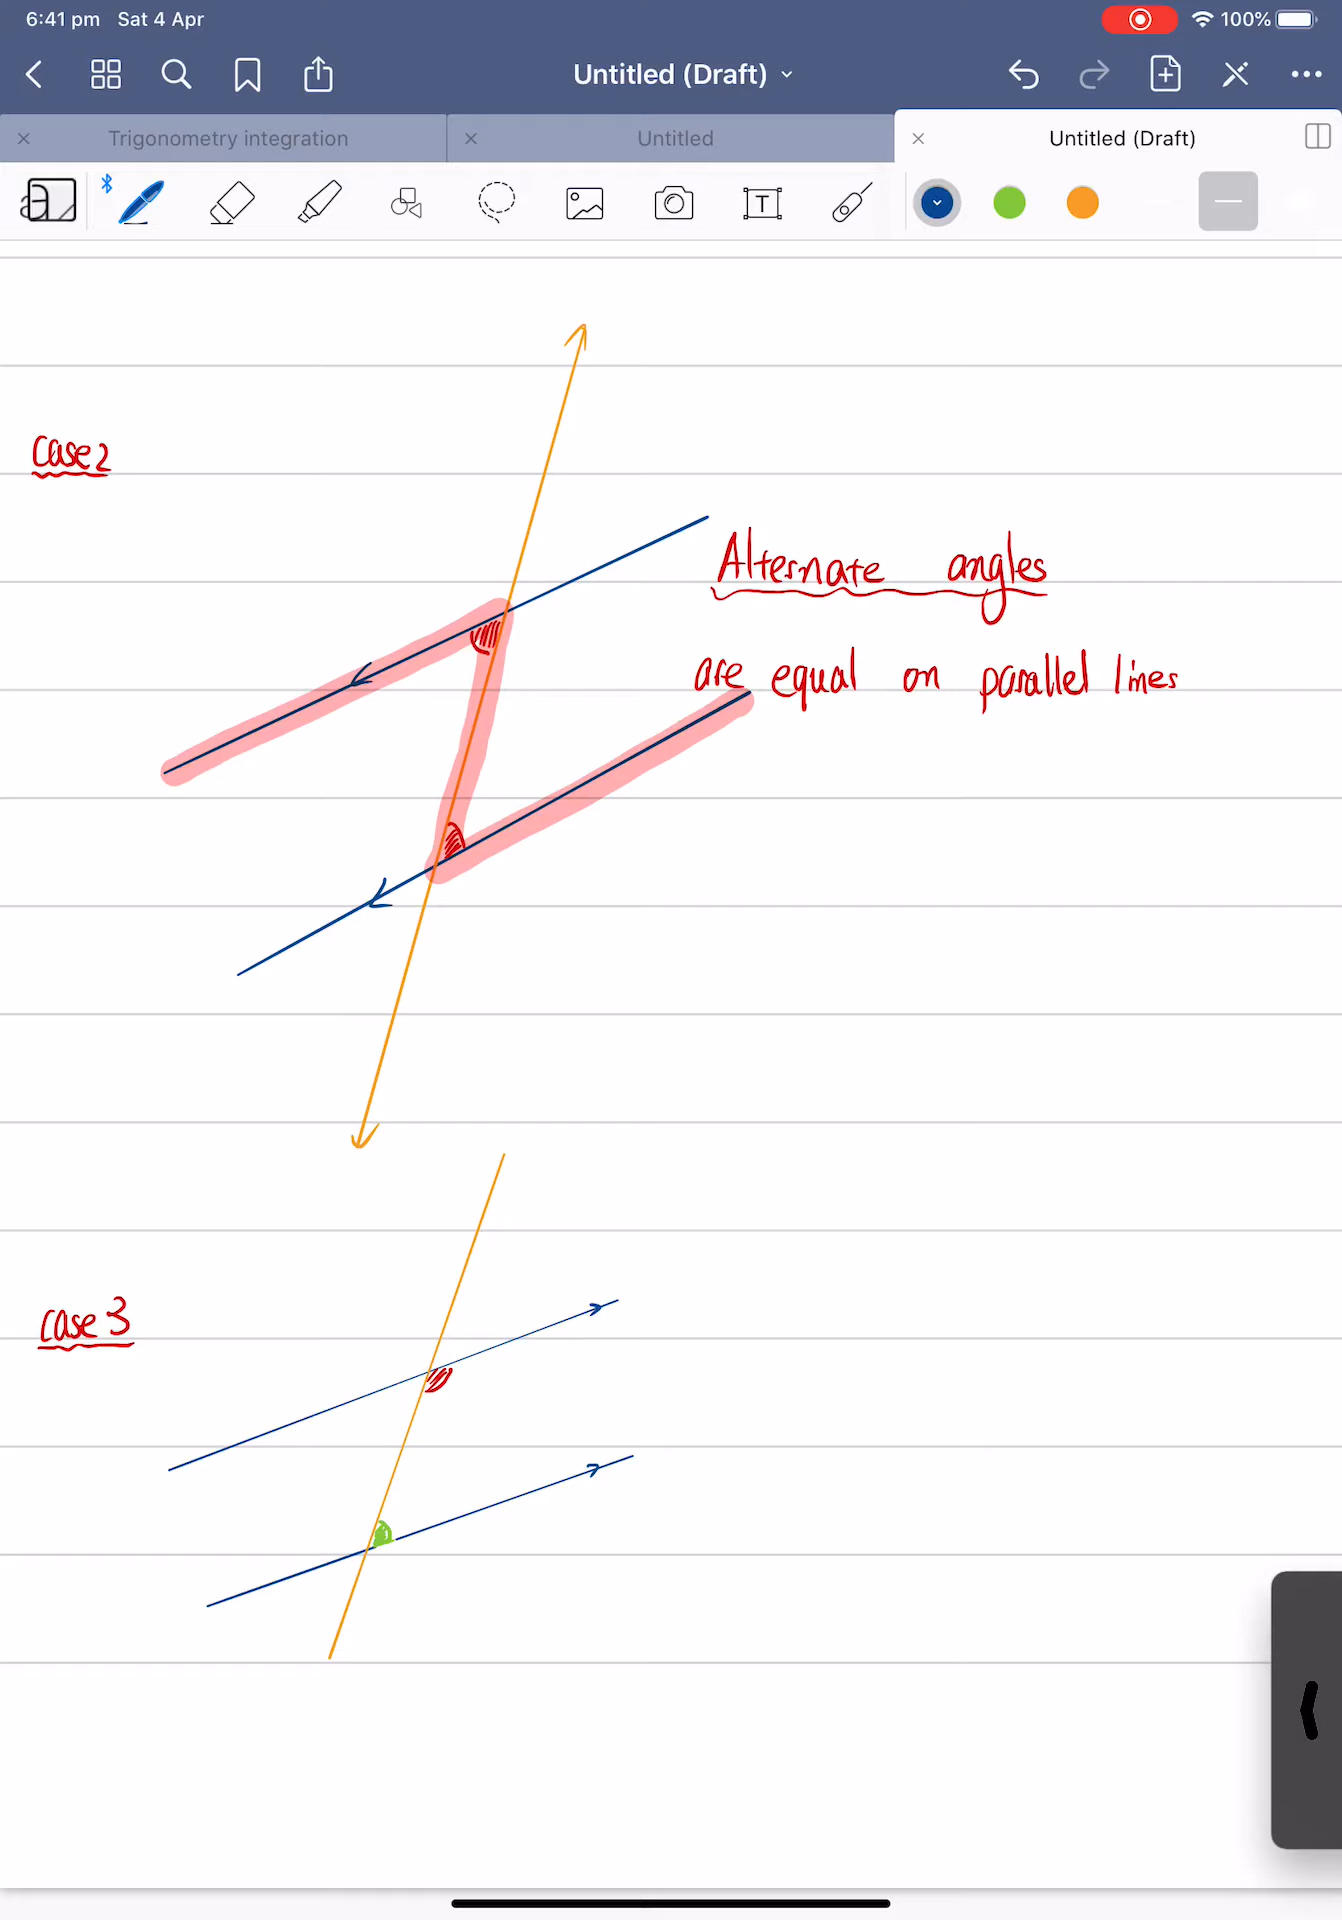 6:41 pm Sat 4 Apr 100%
Untitled (Draft)
Trigonometry integration Untitled Untitled (Draft)
case 2
Alternate angles
are equal on parallel lines
case 3